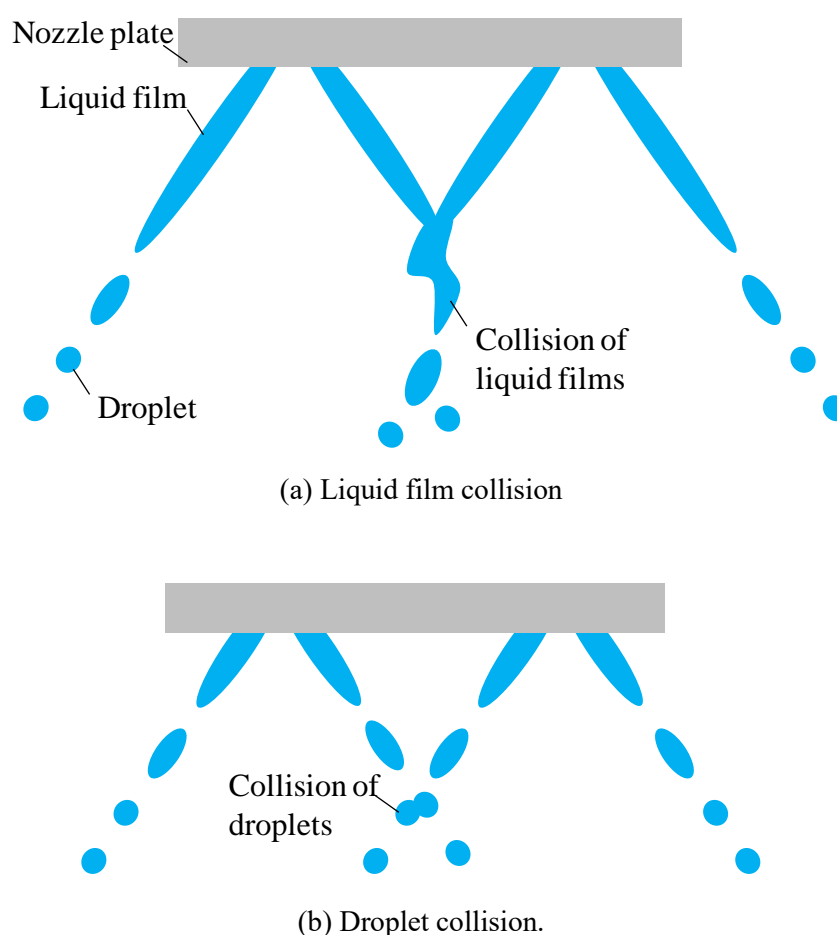 Nozzle plate
Liquid film
Collision of
liquid films
Droplet
(a) Liquid film collision
Collision of
droplets
(b) Droplet collision.